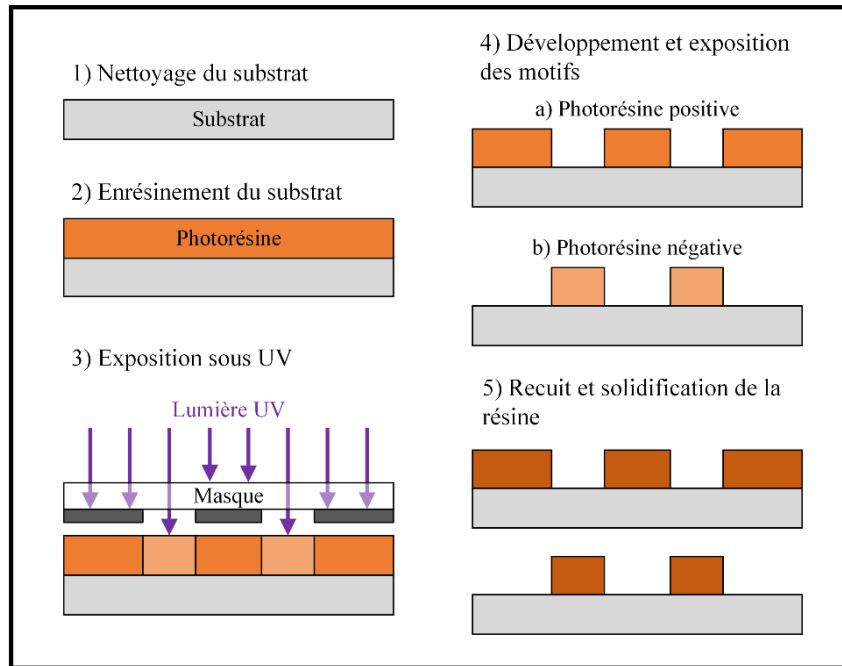 1) Nettoyage du substrat
Substrat
2) Enrésinement du substrat
Photorésine
3) Exposition sous UV
Lumière UV
Masque
4) Développement et exposition
des motifs
a) Photorésine positive
b) Photorésine négative
5) Recuit et solidification de la
résine